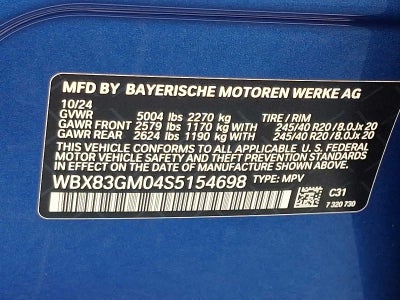 MFD BY BAYERISCHE MOTOREN WERKE AG
10/24
GVWR 5004 lbs 2270 kg TIRE / RIM
GAWR FRONT 2579 lbs 1170 kg WITH 245/40 R20 / 8.0Jx 20
GAWR REAR 2624 lbs 1190 kg WITH 245/40 R20 / 8.0Jx 20
THIS VEHICLE CONFORMS TO ALL APPLICABLE U. S. FEDERAL
MOTOR VEHICLE SAFETY AND THEFT PREVENTION STANDARDS
IN EFFECT ON THE DATE OF MANUFACTURE SHOWN ABOVE.
WBX83GM04S5154698 TYPE: MPV
C31
7 320 730